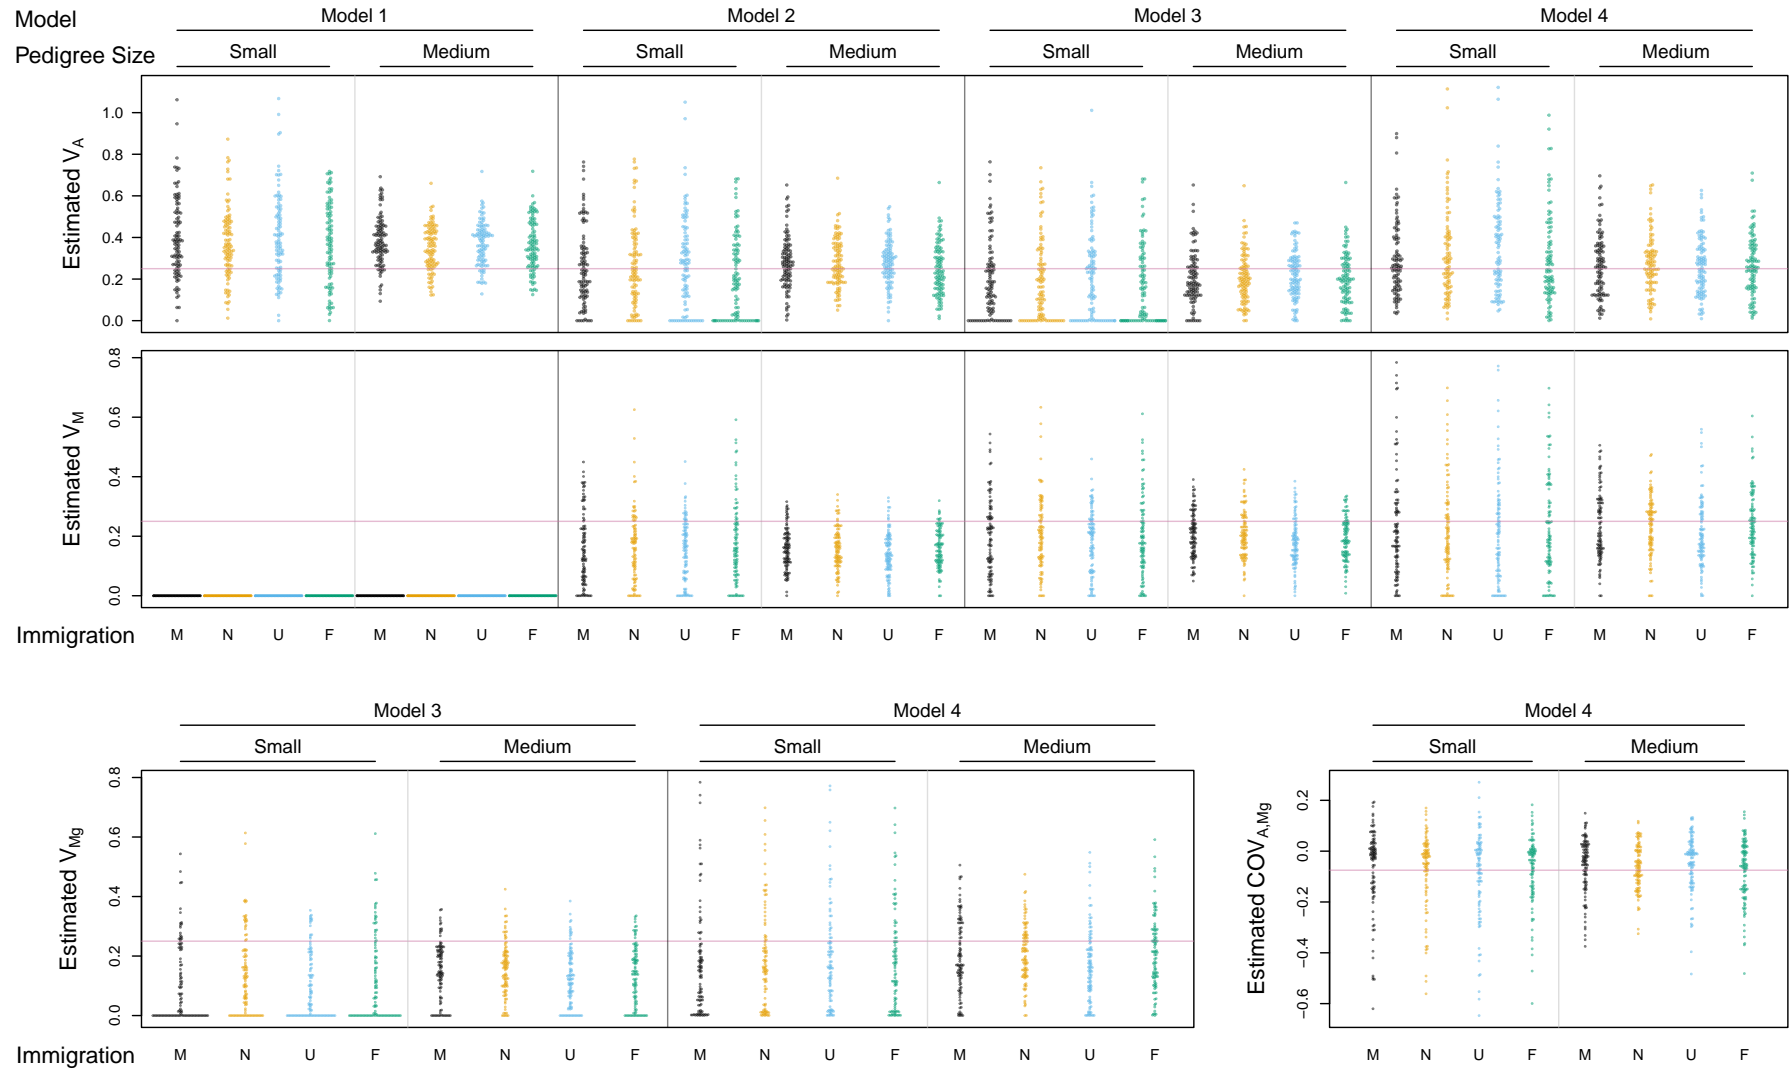 Model Model 1 Model 2 Model 3 Model 4
Pedigree Size Small Medium Small Medium Small Medium Small Medium
Estimated V_A
1.0
0.8
0.6
0.4
0.2
0.0
Estimated V_M
0.8
0.6
0.4
0.2
0.0
Immigration M N U F M N U F M N U F M N U F M N U F M N U F M N U F M N U F
Model 3 Model 4
Small Medium Small Medium
Estimated V_Mg
0.8
0.6
0.4
0.2
0.0
Immigration M N U F M N U F M N U F M N U F
Model 4
Small Medium
Estimated COV_A,Mg
0.2
0.0
−0.2
−0.4
−0.6
M N U F M N U F